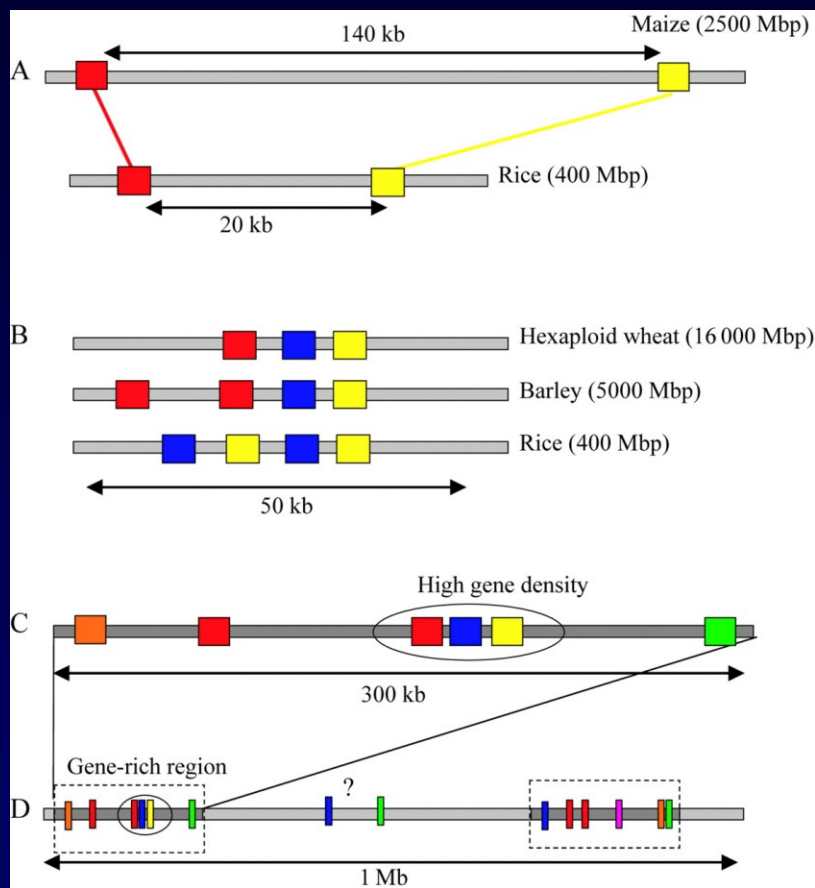 Maize (2500 Mbp)
140 kb
A
Rice (400 Mbp)
20 kb
B
Hexaploid wheat (16 000 Mbp)
Barley (5000 Mbp)
Rice (400 Mbp)
50 kb
High gene density
C
300 kb
Gene-rich region
?
D
1 Mb